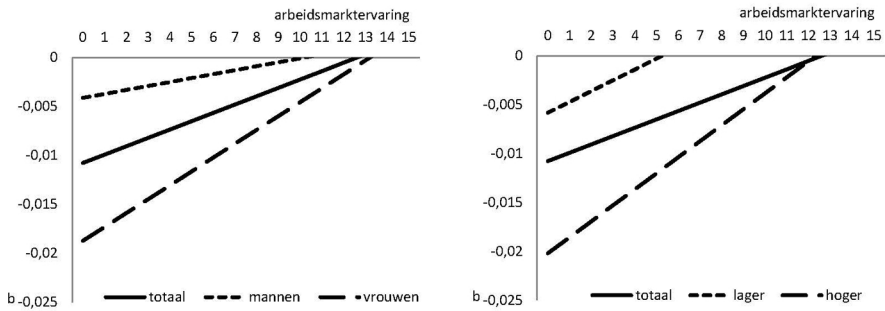 arbeidsmarktervaring
0 1 2 3 4 5 6 7 8 9 10 11 12 13 14 15
0
-0,005
-0,01
-0,015
-0,02
b -0,025
totaal mannen vrouwen
arbeidsmarktervaring
0 1 2 3 4 5 6 7 8 9 10 11 12 13 14 15
0
-0,005
-0,01
-0,015
-0,02
b -0,025
totaal lager hoger